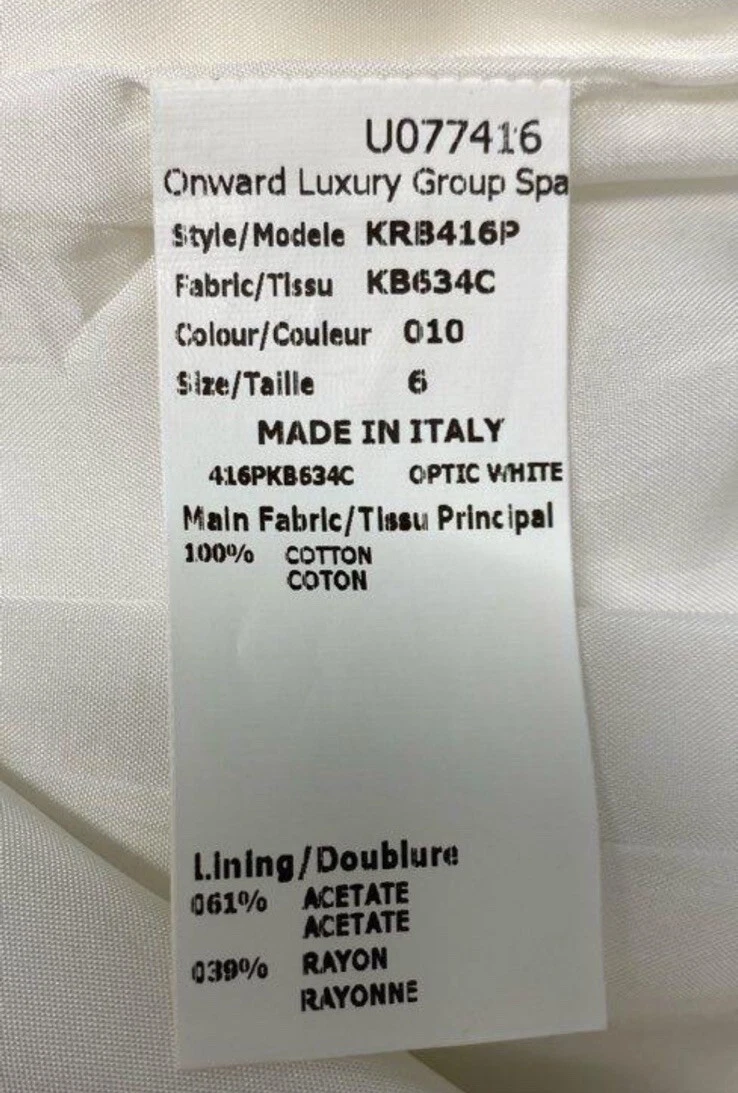 U077416
Onward Luxury Group Spa
Style/Modele KRB416P
Fabric/Tissu KB634C
Colour/Couleur 010
Size/Taille 6
MADE IN ITALY
416PKB634C OPTIC WHITE
Main Fabric/Tissu Principal
100% COTTON
COTON
Lining/Doublure
061% ACETATE
ACETATE
039% RAYON
RAYONNE